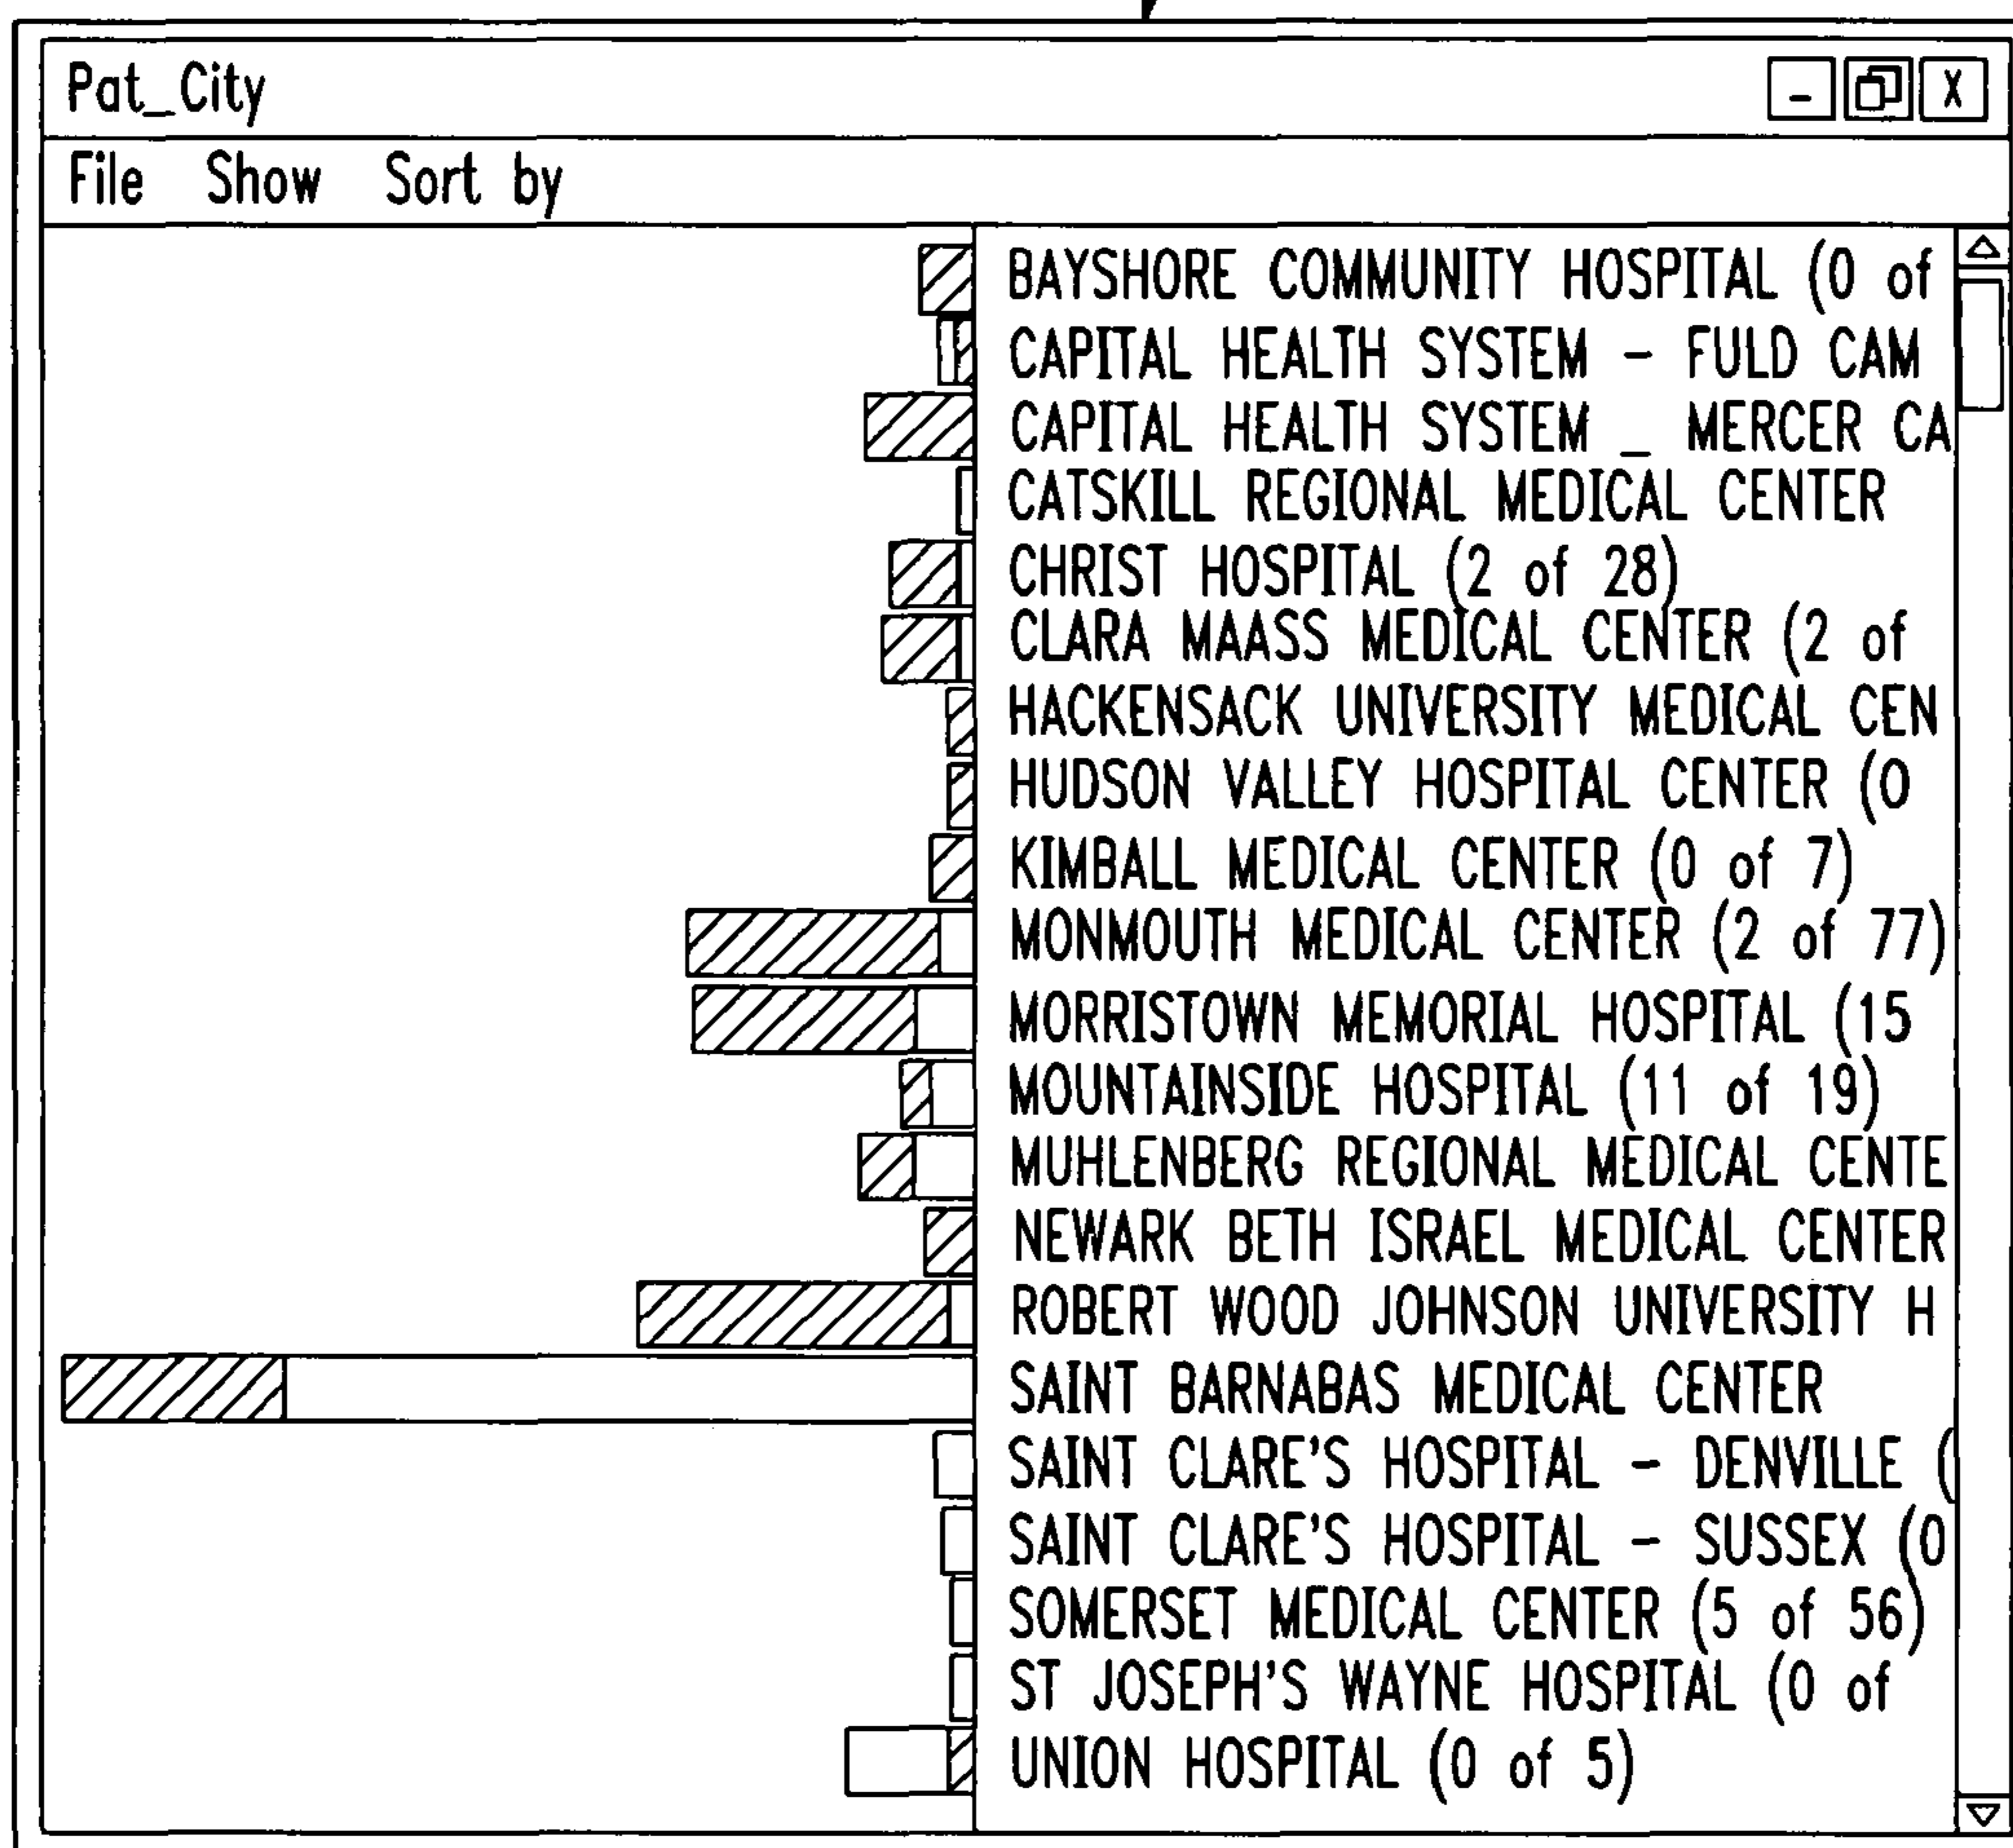 Pat_City
- X
File Show Sort by
BAYSHORE COMMUNITY HOSPITAL (0 of
CAPITAL HEALTH SYSTEM - FULD CAM
CAPITAL HEALTH SYSTEM _ MERCER CA
CATSKILL REGIONAL MEDICAL CENTER
CHRIST HOSPITAL (2 of 28)
CLARA MAASS MEDICAL CENTER (2 of
HACKENSACK UNIVERSITY MEDICAL CEN
HUDSON VALLEY HOSPITAL CENTER (0
KIMBALL MEDICAL CENTER (0 of 7)
MONMOUTH MEDICAL CENTER (2 of 77)
MORRISTOWN MEMORIAL HOSPITAL (15
MOUNTAINSIDE HOSPITAL (11 of 19)
MUHLENBERG REGIONAL MEDICAL CENTE
NEWARK BETH ISRAEL MEDICAL CENTER
ROBERT WOOD JOHNSON UNIVERSITY H
SAINT BARNABAS MEDICAL CENTER
SAINT CLARE'S HOSPITAL - DENVILLE (
SAINT CLARE'S HOSPITAL - SUSSEX (0
SOMERSET MEDICAL CENTER (5 of 56)
ST JOSEPH'S WAYNE HOSPITAL (0 of
UNION HOSPITAL (0 of 5)